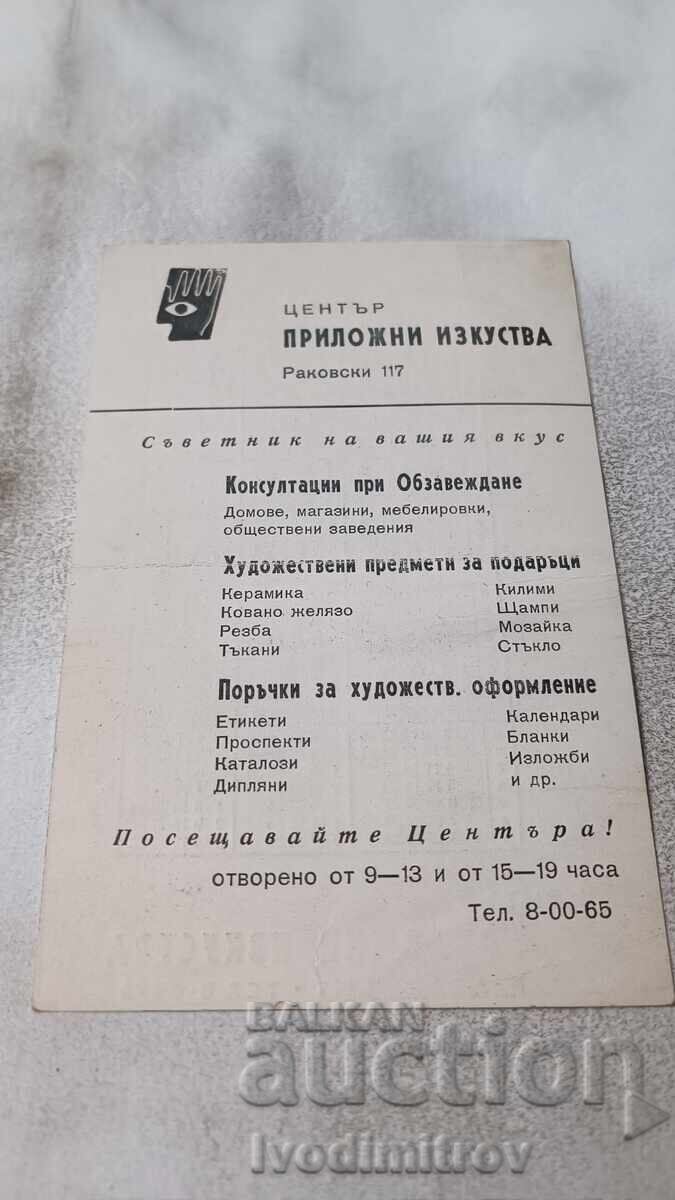 ЦЕНТЪР
ПРИЛОЖНИ ИЗКУСТВА
Раковски 117
Съветник на вашия вкус
Консултации при Обзавеждане
Домове, магазини, мебелировки,
обществени заведения
Художествени предмети за подаръци
Керамика Килими
Ковано желязо Щампи
Резба Мозайка
Тъкани Стъкло
Поръчки за художеств. оформление
Етикети Календари
Проспекти Бланки
Каталози Изложби
Дипляни и др.
Посещавайте Центъра!
отворено от 9—13 и от 15—19 часа
Тел. 8-00-65
BALKAN
auction
Ivodimitrov